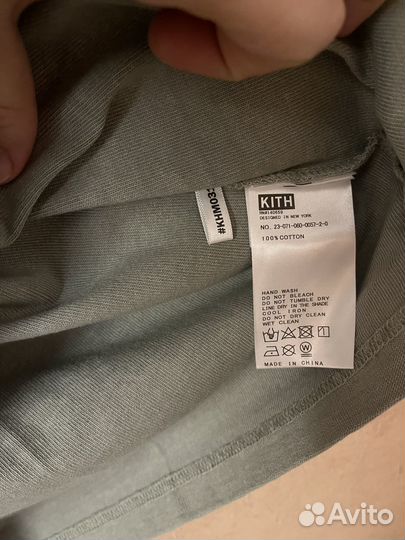 KITH
RN#140659
DESIGNED IN NEW YORK
NO. 23-071-060-0057-2-0
100%COTTON
HAND WASH
DO NOT BLEACH
DO NOT TUMBLE DRY
LINE DRY IN THE SHADE
COOL IRON
DO NOT DRY CLEAN
WET CLEAN
W
MADE IN CHINA
#KHM03
Avito